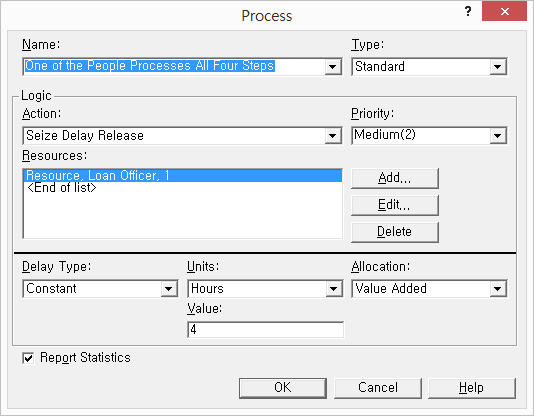 Process
?
Name:
Type:
One of the People Processes All Four Steps
Standard
Logic
Action:
Priority:
Seize Delay Release
Medium(2)
Resources:
Resource, Loan Officer, 1
<End of list>
Add...
Edit...
Delete
Delay Type:
Units:
Allocation:
Constant
Hours
Value Added
Value:
4
Report Statistics
OK
Cancel
Help